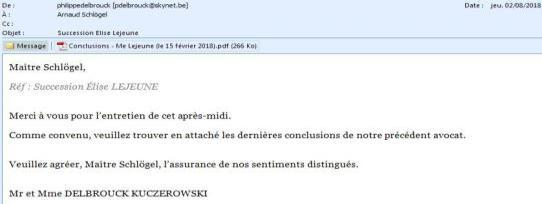 De : philippedelbrouck [pdelbrouck@skynet.be] Date : jeu. 02/08/2018
À : Arnaud Schlögel
Cc :
Objet : Succession Elise Lejeune
Message Conclusions - Me Lejeune (le 15 février 2018).pdf (266 Ko)
Maître Schlögel,
Réf : Succession Élise LEJEUNE
Merci à vous pour l'entretien de cet après-midi.
Comme convenu, veuillez trouver en attaché les dernières conclusions de notre précédent avocat.
Veuillez agréer, Maître Schlögel, l'assurance de nos sentiments distingués.
Mr et Mme DELBROUCK KUCZEROWSKI